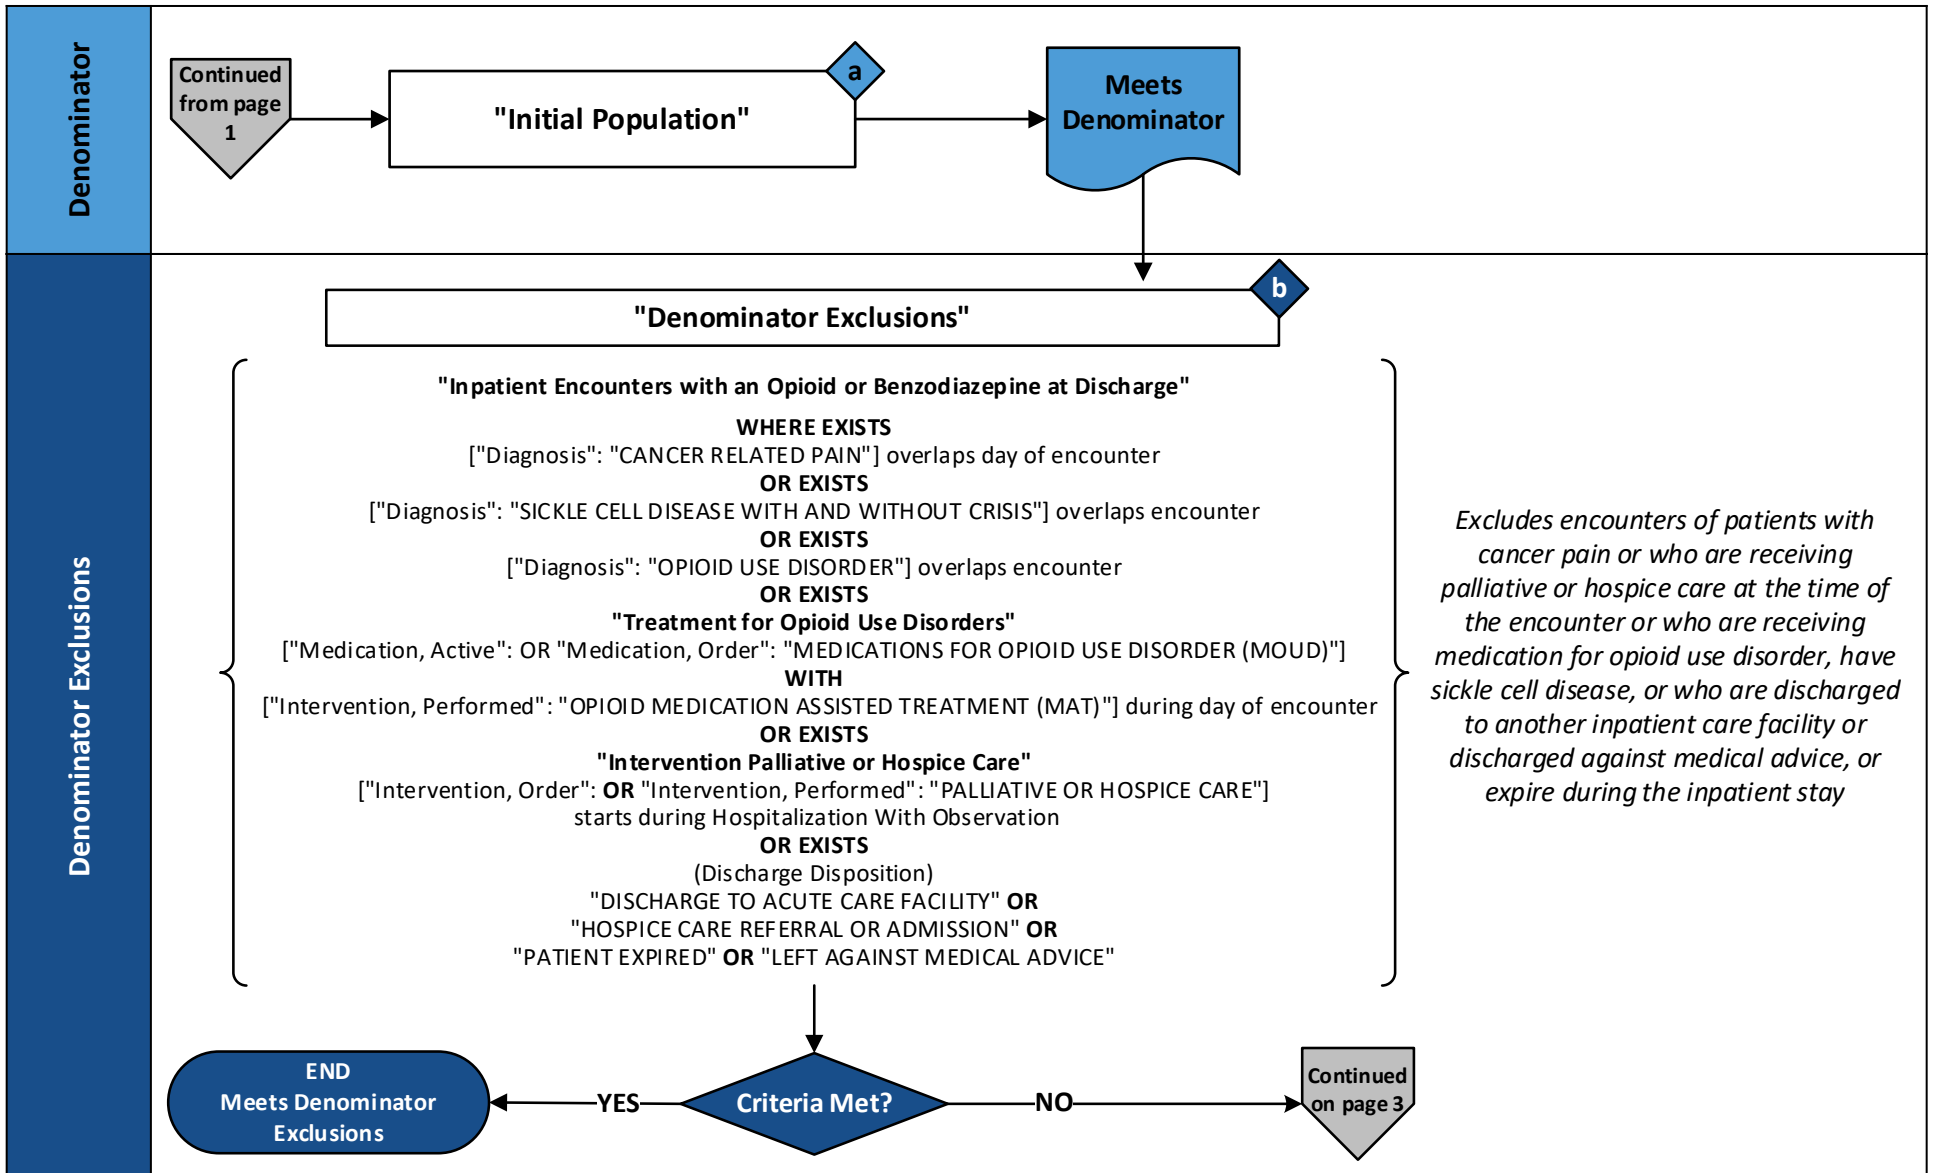 Denominator
Continued
from page
1
"Initial Population"
a
Meets
Denominator
Denominator Exclusions
"Denominator Exclusions"
b
"Inpatient Encounters with an Opioid or Benzodiazepine at Discharge"
WHERE EXISTS
["Diagnosis": "CANCER RELATED PAIN"] overlaps day of encounter
OR EXISTS
["Diagnosis": "SICKLE CELL DISEASE WITH AND WITHOUT CRISIS"] overlaps encounter
OR EXISTS
["Diagnosis": "OPIOID USE DISORDER"] overlaps encounter
OR EXISTS
"Treatment for Opioid Use Disorders"
["Medication, Active": OR "Medication, Order": "MEDICATIONS FOR OPIOID USE DISORDER (MOUD)"]
WITH
["Intervention, Performed": "OPIOID MEDICATION ASSISTED TREATMENT (MAT)"] during day of encounter
OR EXISTS
"Intervention Palliative or Hospice Care"
["Intervention, Order": OR "Intervention, Performed": "PALLIATIVE OR HOSPICE CARE"]
starts during Hospitalization With Observation
OR EXISTS
(Discharge Disposition)
"DISCHARGE TO ACUTE CARE FACILITY" OR
"HOSPICE CARE REFERRAL OR ADMISSION" OR
"PATIENT EXPIRED" OR "LEFT AGAINST MEDICAL ADVICE"
Excludes encounters of patients with
cancer pain or who are receiving
palliative or hospice care at the time of
the encounter or who are receiving
medication for opioid use disorder, have
sickle cell disease, or who are discharged
to another inpatient care facility or
discharged against medical advice, or
expire during the inpatient stay
END
Meets Denominator
Exclusions
YES
Criteria Met?
NO
Continued
on page 3